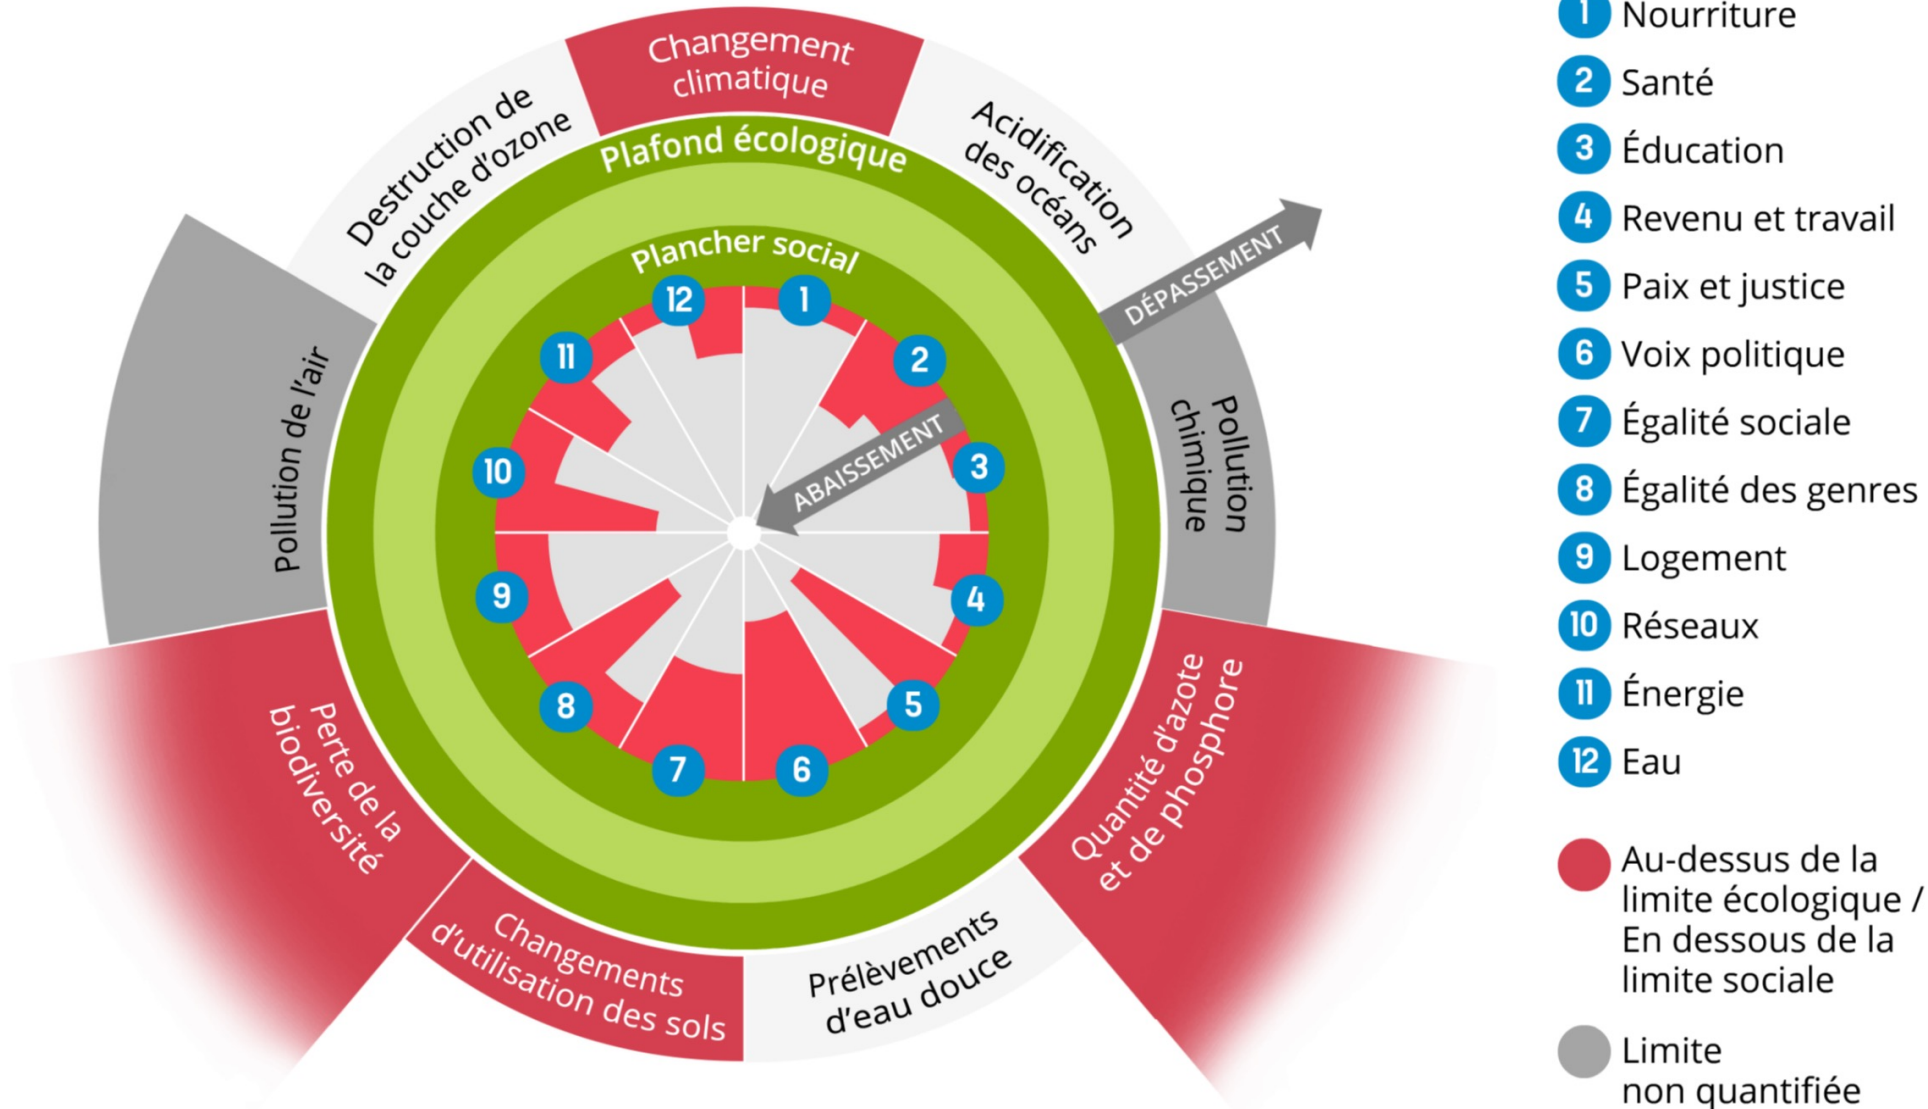 Changement
climatique
Destruction de
la couche d'ozone
Acidification
des océans
Plafond écologique
Plancher social
DÉPASSEMENT
ABAISSEMENT
Pollution de l'air
Pollution
chimique
Perte de la
biodiversité
Quantité d'azote
et de phosphore
Changements
d'utilisation des sols
Prélèvements
d'eau douce
12
1
11
2
10
3
9
4
8
5
7
6
1 Nourriture
2 Santé
3 Éducation
4 Revenu et travail
5 Paix et justice
6 Voix politique
7 Égalité sociale
8 Égalité des genres
9 Logement
10 Réseaux
11 Énergie
12 Eau
Au-dessus de la
limite écologique /
En dessous de la
limite sociale
Limite
non quantifiée